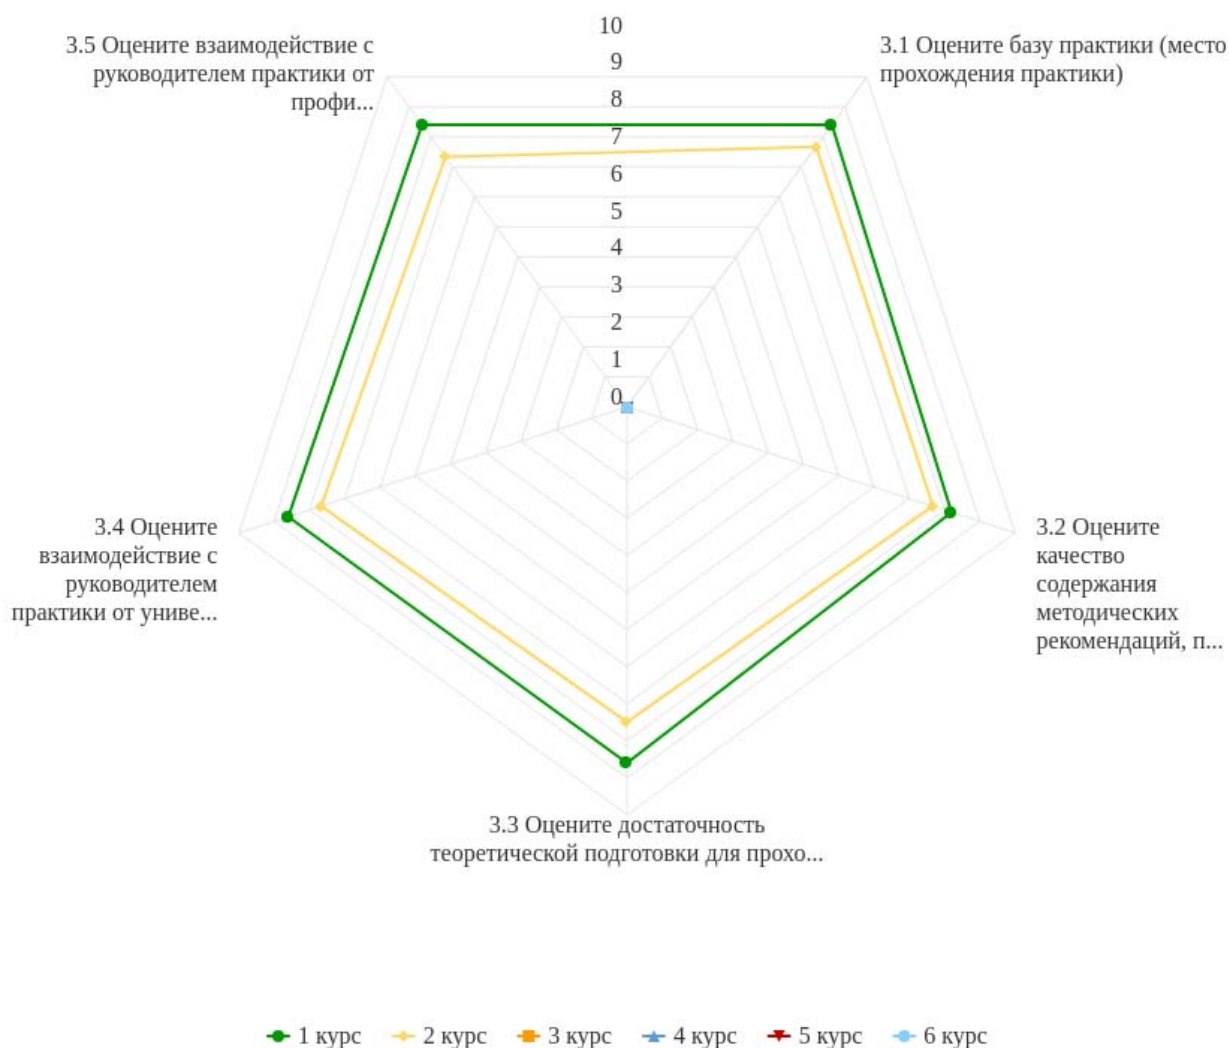 10
3.5 Оцените взаимодействие с
руководителем практики от
профи...
3.1 Оцените базу практики (место
прохождения практики)
9
8
7
6
5
4
3
2
1
0
3.4 Оцените
взаимодействие с
руководителем
практики от униве...
3.2 Оцените
качество
содержания
методических
рекомендаций, п...
3.3 Оцените достаточность
теоретической подготовки для прохо...
1 курс 2 курс 3 курс 4 курс 5 курс 6 курс